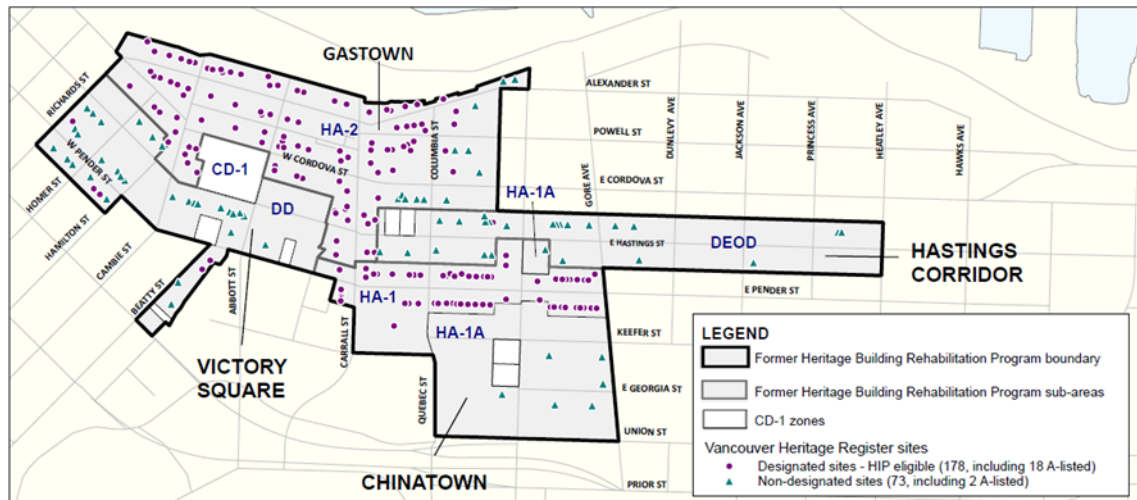 GASTOWN
ALEXANDER ST
RICHARDS ST
DUNLEVY AVE
JACKSON AVE
PRINCESS AVE
HEATLEY AVE
HAWKS AVE
POWELL ST
HA-2
COLUMBIA ST
W PENDER ST
W CORDOVA ST
CD-1
E CORDOVA ST
GORE AVE
HA-1A
HOMER ST
DD
HAMILTON ST
E HASTINGS ST
DEOD
HASTINGS
CORRIDOR
CAMBIE ST
BEATTY ST
ABBOTT ST
E PENDER ST
HA-1
HA-1A
KEEFER ST
CARRALL ST
VICTORY
SQUARE
QUEBEC ST
E GEORGIA ST
UNION ST
CHINATOWN
PRIOR ST
LEGEND
Former Heritage Building Rehabilitation Program boundary
Former Heritage Building Rehabilitation Program sub-areas
CD-1 zones
Vancouver Heritage Register sites
Designated sites - HIP eligible (178, including 18 A-listed)
Non-designated sites (73, including 2 A-listed)